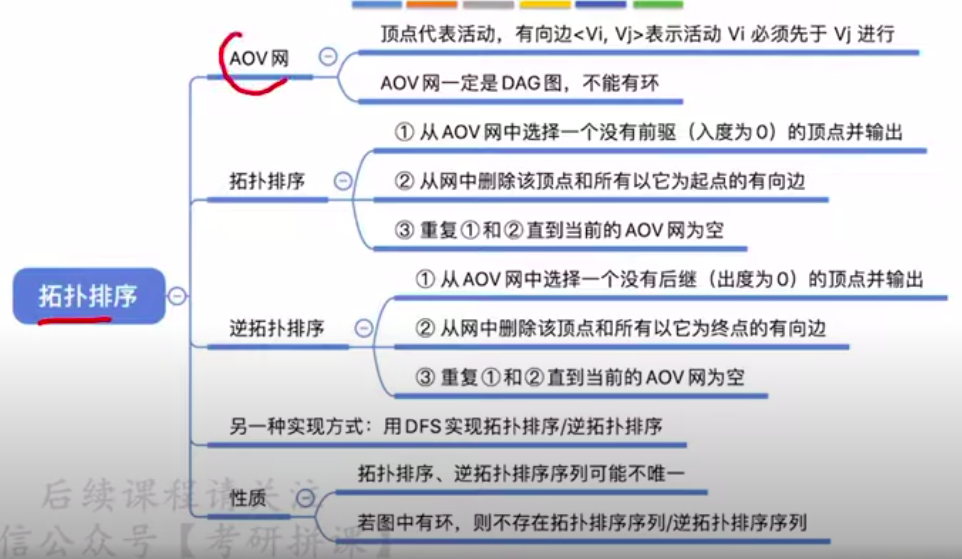 顶点代表活动，有向边<Vi, Vj>表示活动 Vi 必须先于 Vj 进行
AOV网
AOV网一定是DAG图，不能有环
① 从AOV网中选择一个没有前驱（入度为0）的顶点并输出
拓扑排序
② 从网中删除该顶点和所有以它为起点的有向边
③ 重复①和②直到当前的AOV网为空
拓扑排序
① 从AOV网中选择一个没有后继（出度为0）的顶点并输出
逆拓扑排序
② 从网中删除该顶点和所有以它为终点的有向边
③ 重复①和②直到当前的AOV网为空
另一种实现方式：用DFS实现拓扑排序/逆拓扑排序
拓扑排序、逆拓扑排序序列可能不唯一
性质
若图中有环，则不存在拓扑排序序列/逆拓扑排序序列
后续课程请关注
信公众号【考研拼课】